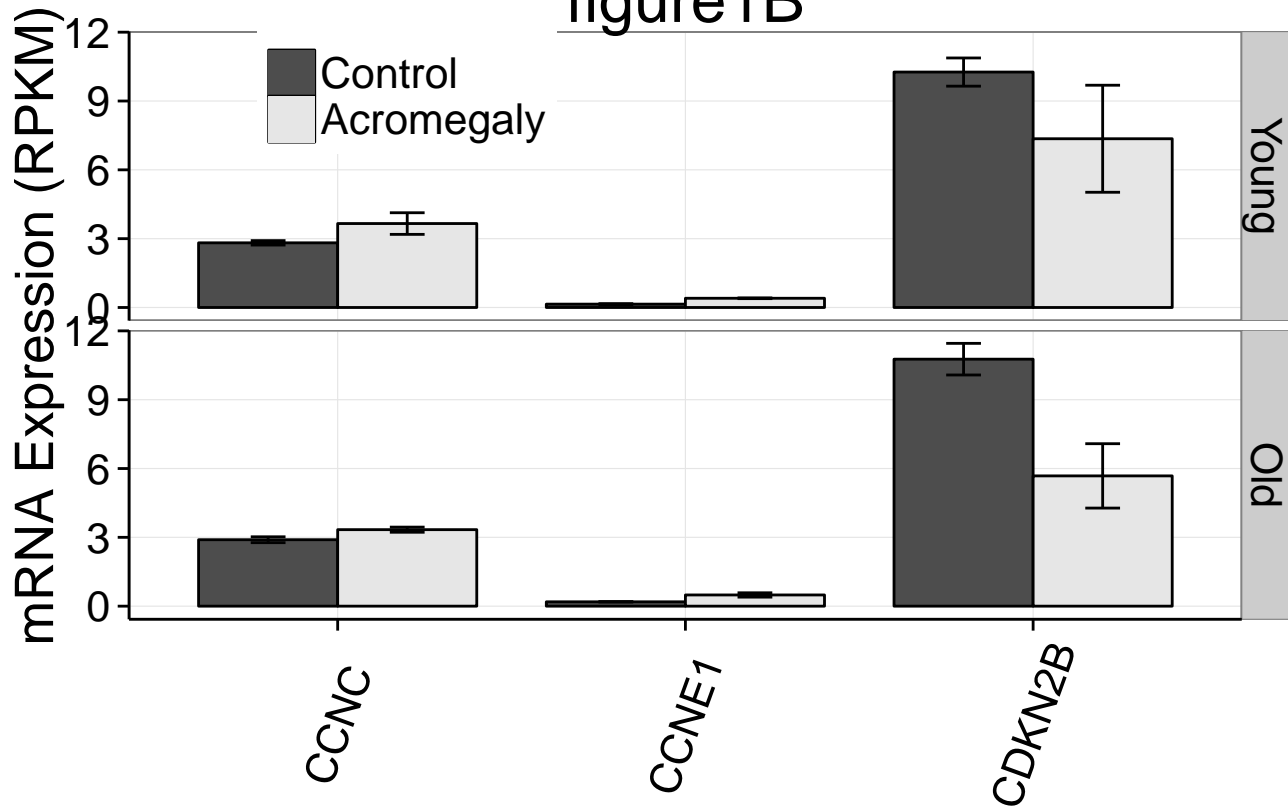 figure1B
mRNA Expression (RPKM)
12
9
6
3
0
Control
Acromegaly
Young
12
9
6
3
0
Old
CCNC
CCNE1
CDKN2B